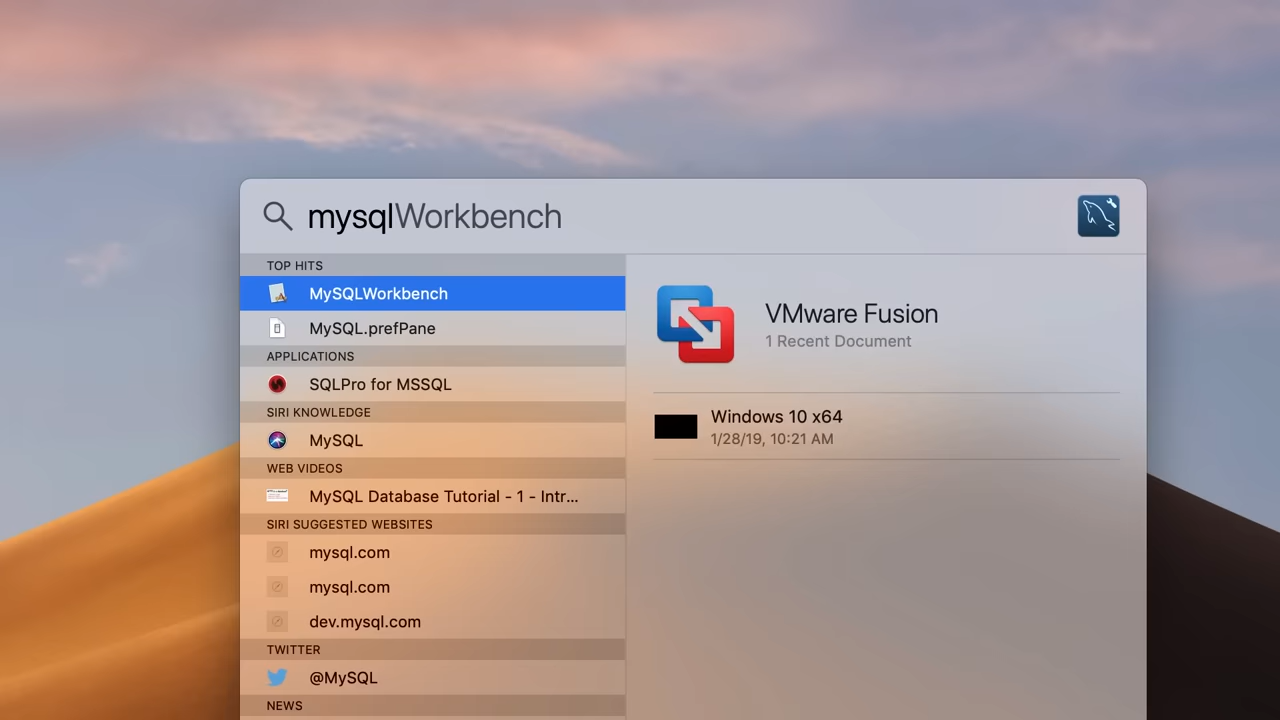 mysqlWorkbench
TOP HITS
MySQLWorkbench
MySQL.prefPane
APPLICATIONS
SQLPro for MSSQL
SIRI KNOWLEDGE
MySQL
WEB VIDEOS
MySQL Database Tutorial - 1 - Intr...
SIRI SUGGESTED WEBSITES
mysql.com
mysql.com
dev.mysql.com
TWITTER
@MySQL
NEWS
VMware Fusion
1 Recent Document
Windows 10 x64
1/28/19, 10:21 AM